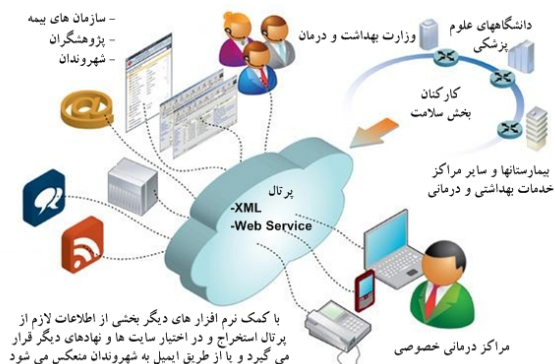 - سازمان های بیمه
- پژوهشگران
- شهروندان
وزارت بهداشت و درمان
دانشگاههای علوم
پزشکی
کارکنان
بخش سلامت
بیمارستانها و سایر مراکز
خدمات بهداشتی و درمانی
پرتال
-XML
-Web Service
با کمک نرم افزار های دیگر بخشی از اطلاعات لازم از
پرتال استخراج و در اختیار سایت ها و نهادهای دیگر قرار
می گیرد و یا از طریق ایمیل به شهروندان منعکس می شود
مراکز درمانی خصوصی